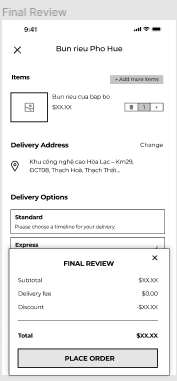 Final Review
9:41
Bun rieu Pho Hue
Items
+ Add more items
Bun rieu cua bap bo
$XX.XX
1 +
Delivery Address Change
Khu công nghệ cao Hòa Lạc – Km29,
ĐCT08, Thạch Hoà, Thạch Thất...
Delivery Options
Standard
Please choose a timeline for your delivery.
Express
FINAL REVIEW
Subtotal $XX.XX
Delivery fee $0.00
Discount -$XX.XX
Total $XX.XX
PLACE ORDER